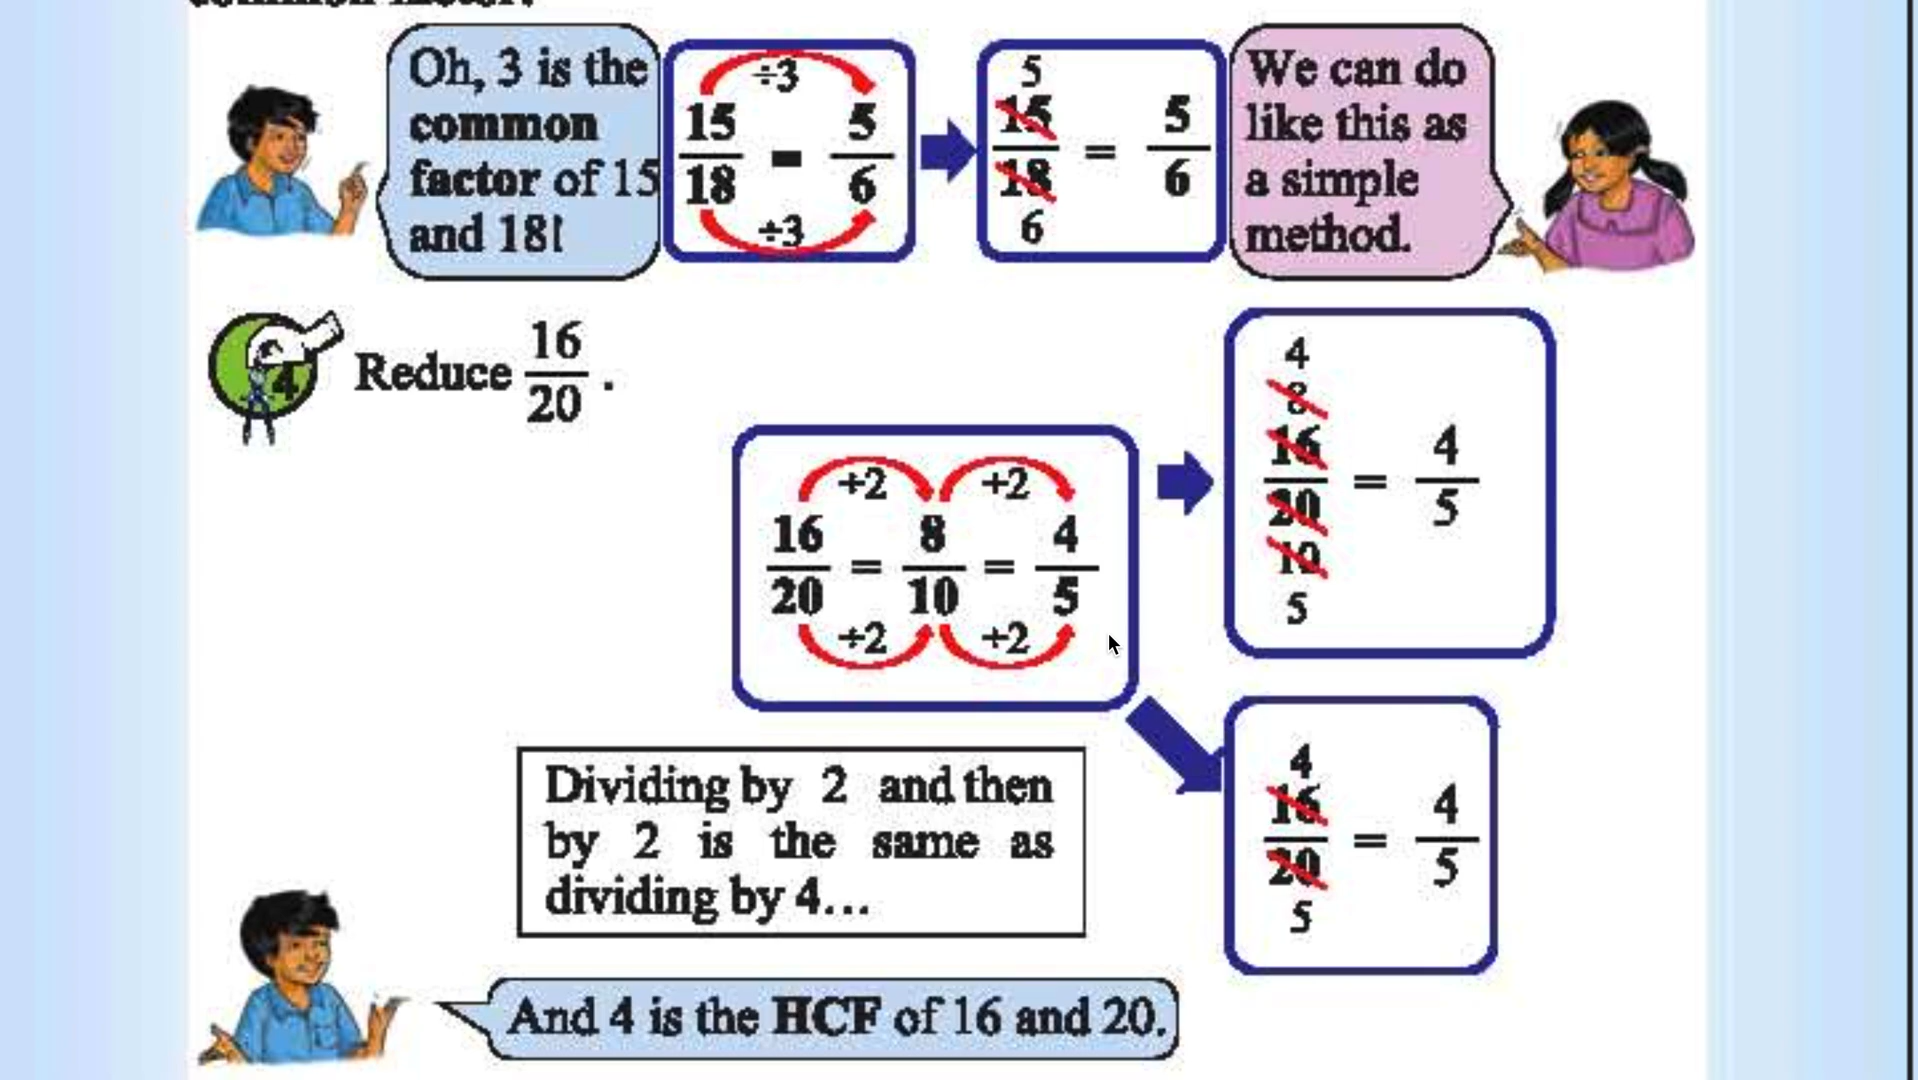 common factor.
Oh, 3 is the
common
factor of 15
and 18!
÷3
15/18 = 5/6
÷3
5
15/18 = 5/6
6
We can do
like this as
a simple
method.
4
Reduce 16/20 .
÷2 ÷2
16/20 = 8/10 = 4/5
÷2 ÷2
4
8
16/20 = 4/5
10
5
4
16/20 = 4/5
5
Dividing by 2 and then
by 2 is the same as
dividing by 4...
And 4 is the HCF of 16 and 20.